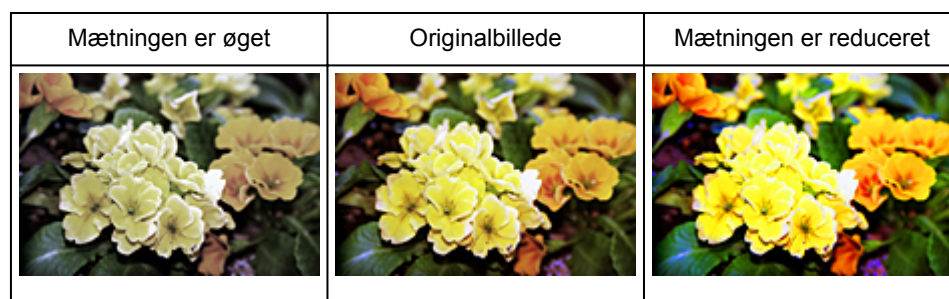 Mætningen er øget
Originalbillede
Mætningen er reduceret